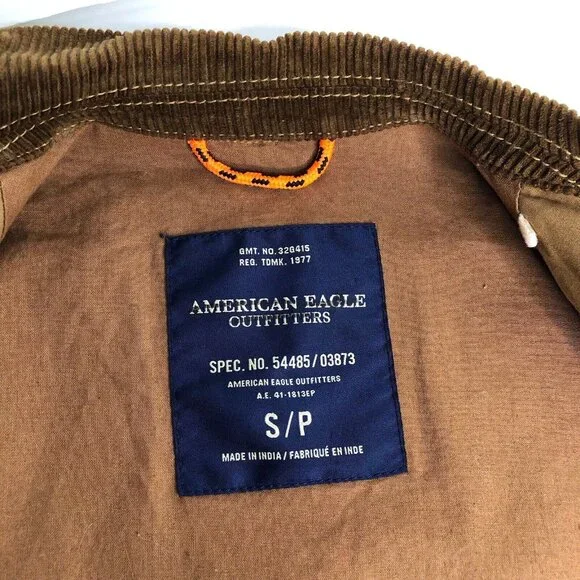 GMT. NO. 32G415
REG. TDMK. 1977
AMERICAN EAGLE
OUTFITTERS
SPEC. NO. 54485/03873
AMERICAN EAGLE OUTFITTERS
A.E. 41-1813EP
S/P
MADE IN INDIA/FABRIQUÉ EN INDE